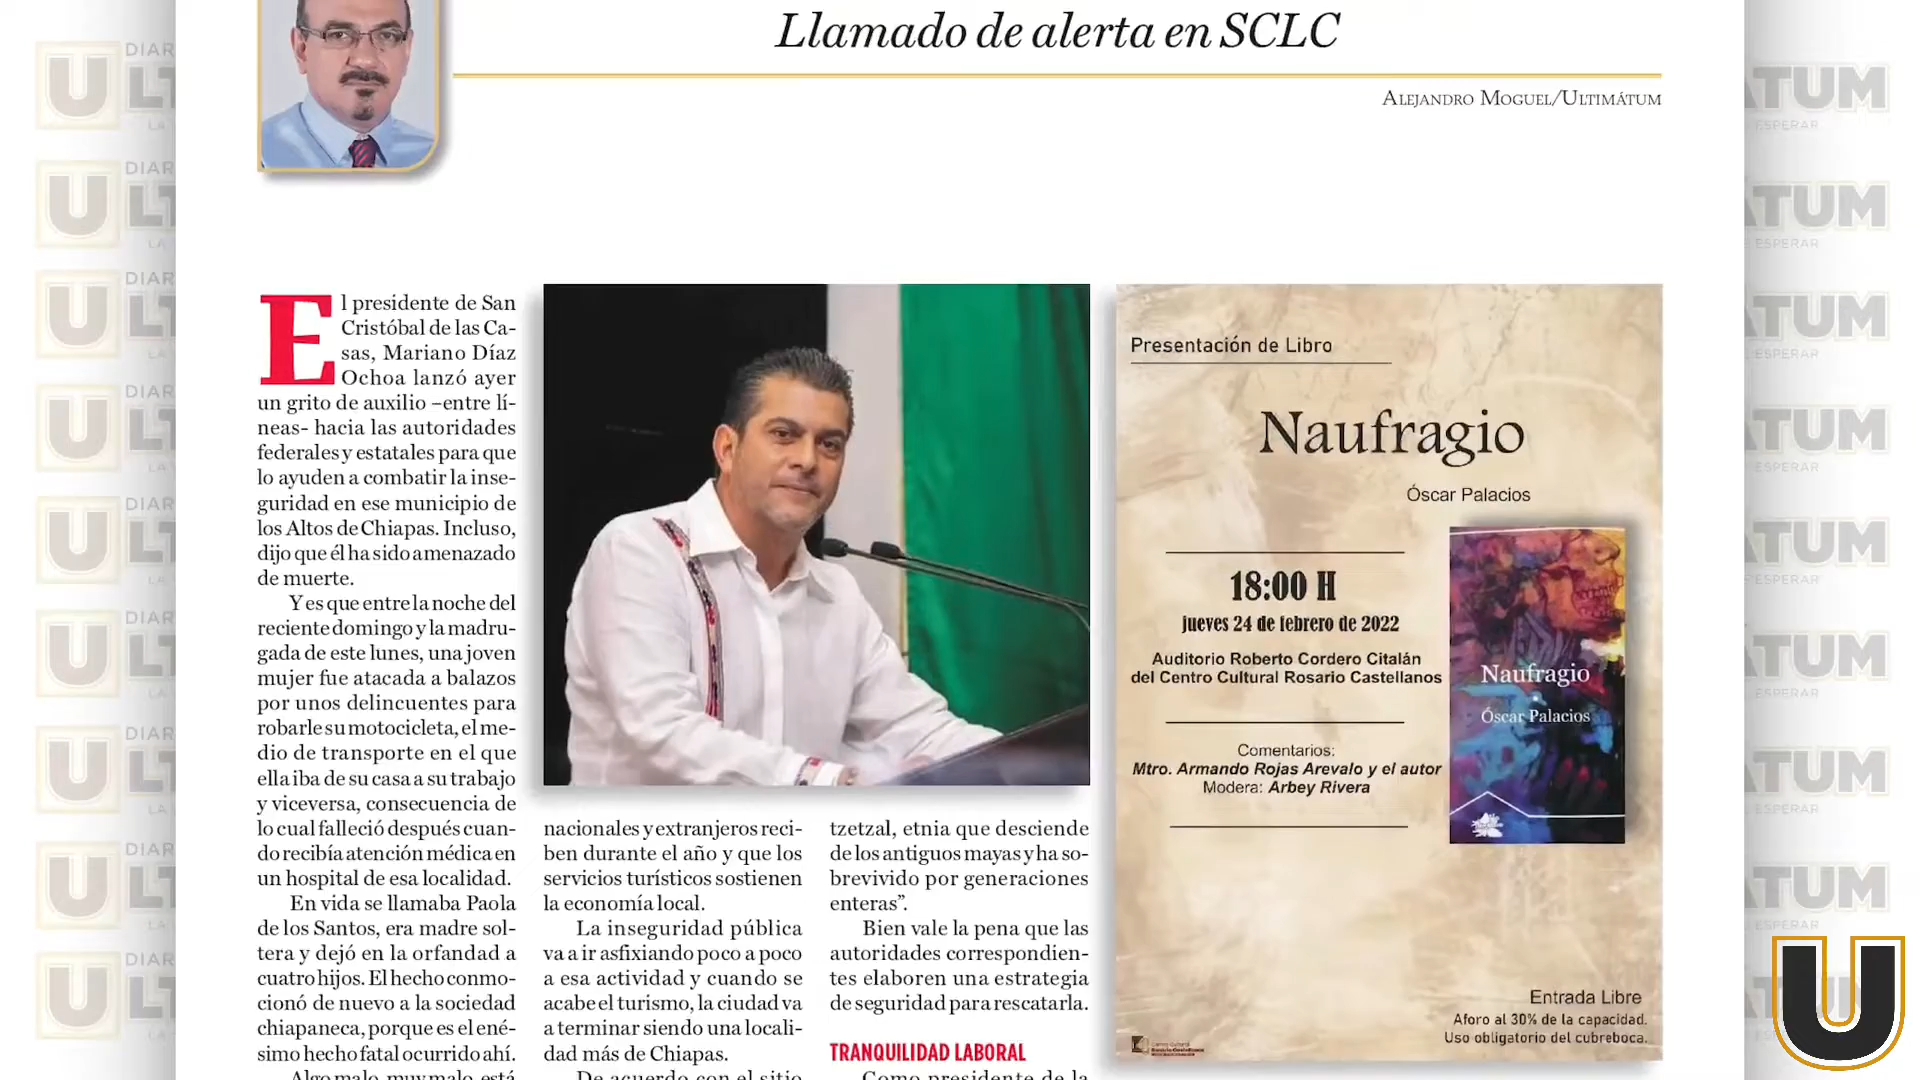 Llamado de alerta en SCLC
Alejandro Moguel/Ultimátum
El presidente de San
Cristóbal de las Ca-
sas, Mariano Díaz
Ochoa lanzó ayer
un grito de auxilio –entre lí-
neas- hacia las autoridades
federales y estatales para que
lo ayuden a combatir la inse-
guridad en ese municipio de
los Altos de Chiapas. Incluso,
dijo que él ha sido amenazado
de muerte.
Y es que entre la noche del
reciente domingo y la madru-
gada de este lunes, una joven
mujer fue atacada a balazos
por unos delincuentes para
robarle su motocicleta, el me-
dio de transporte en el que
ella iba de su casa a su trabajo
y viceversa, consecuencia de
lo cual falleció después cuan-
do recibía atención médica en
un hospital de esa localidad.
En vida se llamaba Paola
de los Santos, era madre sol-
tera y dejó en la orfandad a
cuatro hijos. El hecho conmo-
cionó de nuevo a la sociedad
chiapaneca, porque es el ené-
simo hecho fatal ocurrido ahí.
Algo malo, muy malo, está
nacionales y extranjeros reci-
ben durante el año y que los
servicios turísticos sostienen
la economía local.
La inseguridad pública
va a ir asfixiando poco a poco
a esa actividad y cuando se
acabe el turismo, la ciudad va
a terminar siendo una locali-
dad más de Chiapas.
De acuerdo con el sitio
tzetzal, etnia que desciende
de los antiguos mayas y ha so-
brevivido por generaciones
enteras”.
Bien vale la pena que las
autoridades correspondien-
tes elaboren una estrategia
de seguridad para rescatarla.
TRANQUILIDAD LABORAL
Como presidente de la
Presentación de Libro
Naufragio
Óscar Palacios
18:00 H
jueves 24 de febrero de 2022
Auditorio Roberto Cordero Citalán
del Centro Cultural Rosario Castellanos
Comentarios:
Mtro. Armando Rojas Arevalo y el autor
Modera: Arbey Rivera
Naufragio
Óscar Palacios
Entrada Libre
Aforo al 30% de la capacidad.
Uso obligatorio del cubreboca.
U